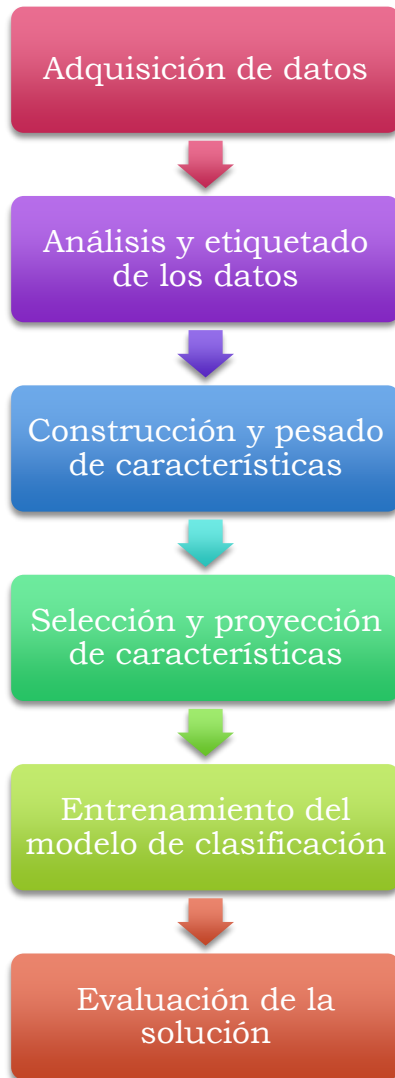 Adquisición de datos
Análisis y etiquetado
de los datos
Construcción y pesado
de características
Selección y proyección
de características
Entrenamiento del
modelo de clasificación
Evaluación de la
solución